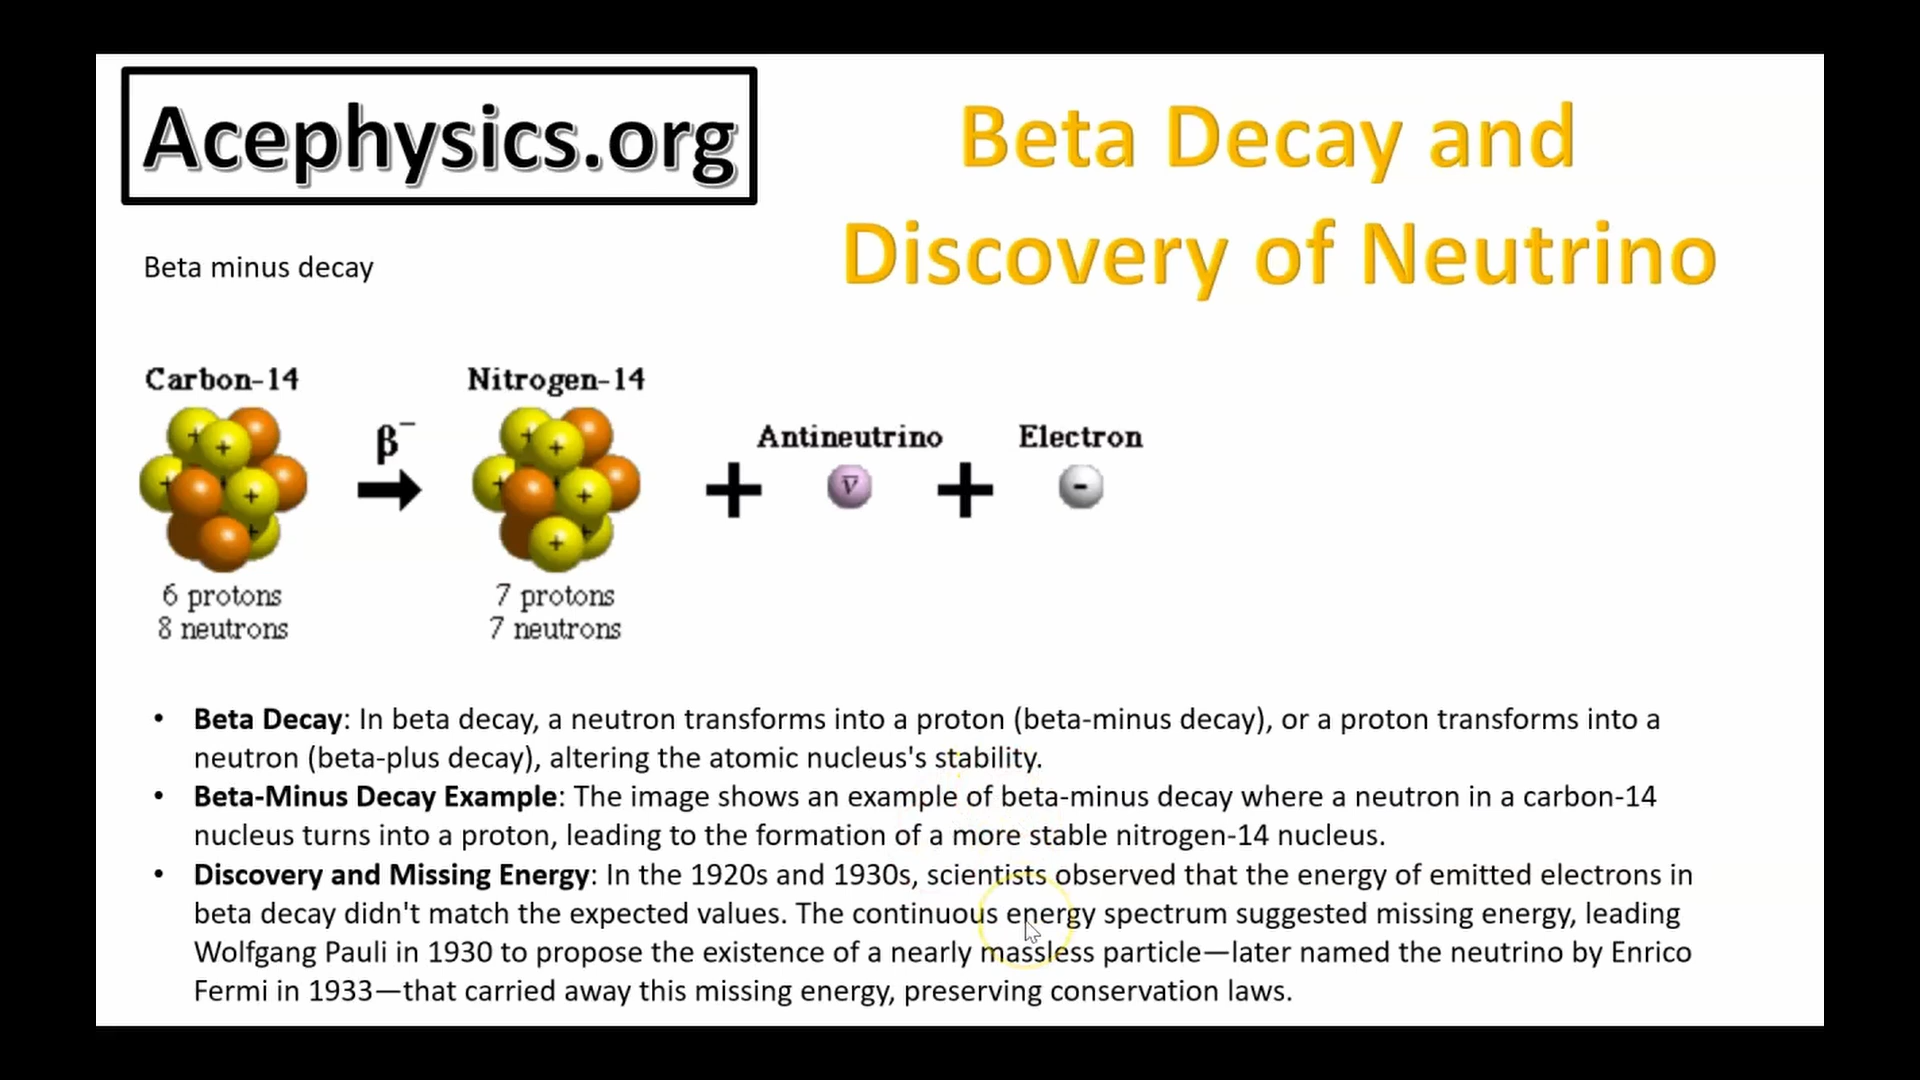 Acephysics.org
Beta Decay and
Discovery of Neutrino
Beta minus decay
Carbon-14
Nitrogen-14
β−
Antineutrino
Electron
+
+
+
+
+
+
+
+
+
+
+
+
+
ν̅
+
-
6 protons
8 neutrons
7 protons
7 neutrons
• Beta Decay: In beta decay, a neutron transforms into a proton (beta-minus decay), or a proton transforms into a
neutron (beta-plus decay), altering the atomic nucleus's stability.
• Beta-Minus Decay Example: The image shows an example of beta-minus decay where a neutron in a carbon-14
nucleus turns into a proton, leading to the formation of a more stable nitrogen-14 nucleus.
• Discovery and Missing Energy: In the 1920s and 1930s, scientists observed that the energy of emitted electrons in
beta decay didn't match the expected values. The continuous energy spectrum suggested missing energy, leading
Wolfgang Pauli in 1930 to propose the existence of a nearly massless particle—later named the neutrino by Enrico
Fermi in 1933—that carried away this missing energy, preserving conservation laws.